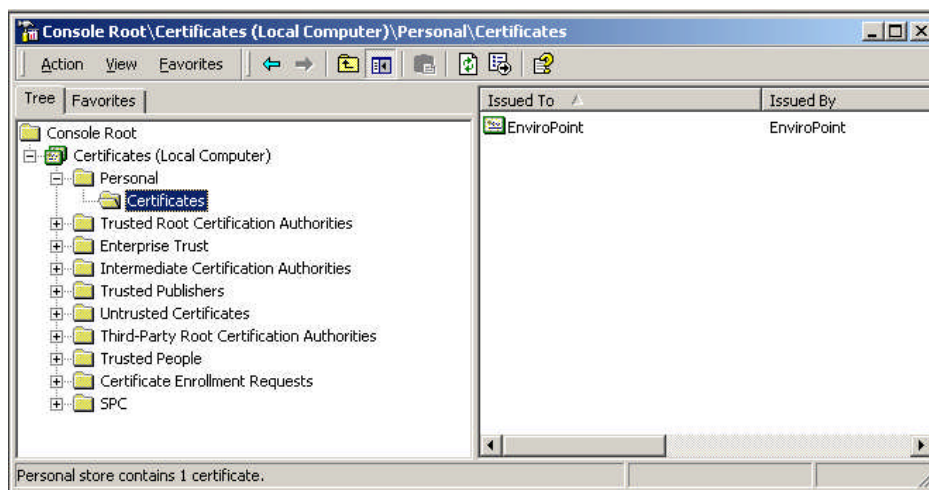 Console Root\Certificates (Local Computer)\Personal\Certificates
Action View Favorites
Tree Favorites
Console Root
Certificates (Local Computer)
Personal
Certificates
Trusted Root Certification Authorities
Enterprise Trust
Intermediate Certification Authorities
Trusted Publishers
Untrusted Certificates
Third-Party Root Certification Authorities
Trusted People
Certificate Enrollment Requests
SPC
Issued To Issued By
EnviroPoint EnviroPoint
Personal store contains 1 certificate.